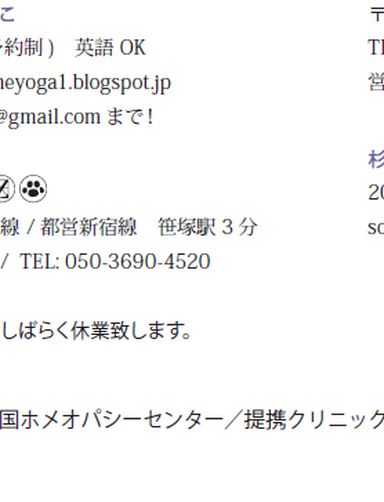 こ
約制） 英語 OK
neyoga1.blogspot.jp
@gmail.com まで！
線 / 都営新宿線 笹塚駅 3 分
/ TEL: 050-3690-4520
しばらく休業致します。
国ホメオパシーセンター／提携クリニック
〒
TE
営
杉
20
so